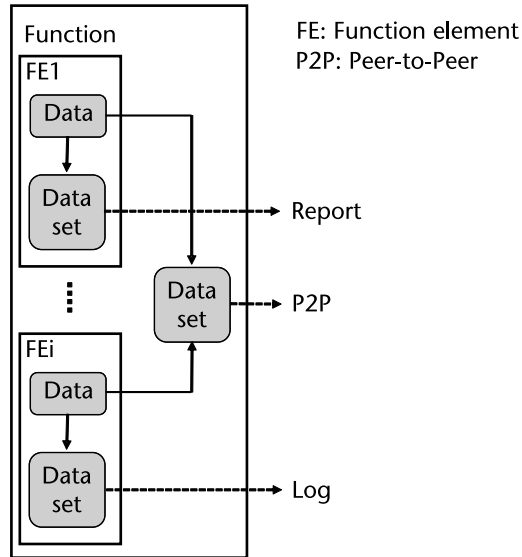 Function
FE: Function element
P2P: Peer-to-Peer
FE1
Data
Data
set
Report
Data
set
P2P
FEi
Data
Data
set
Log